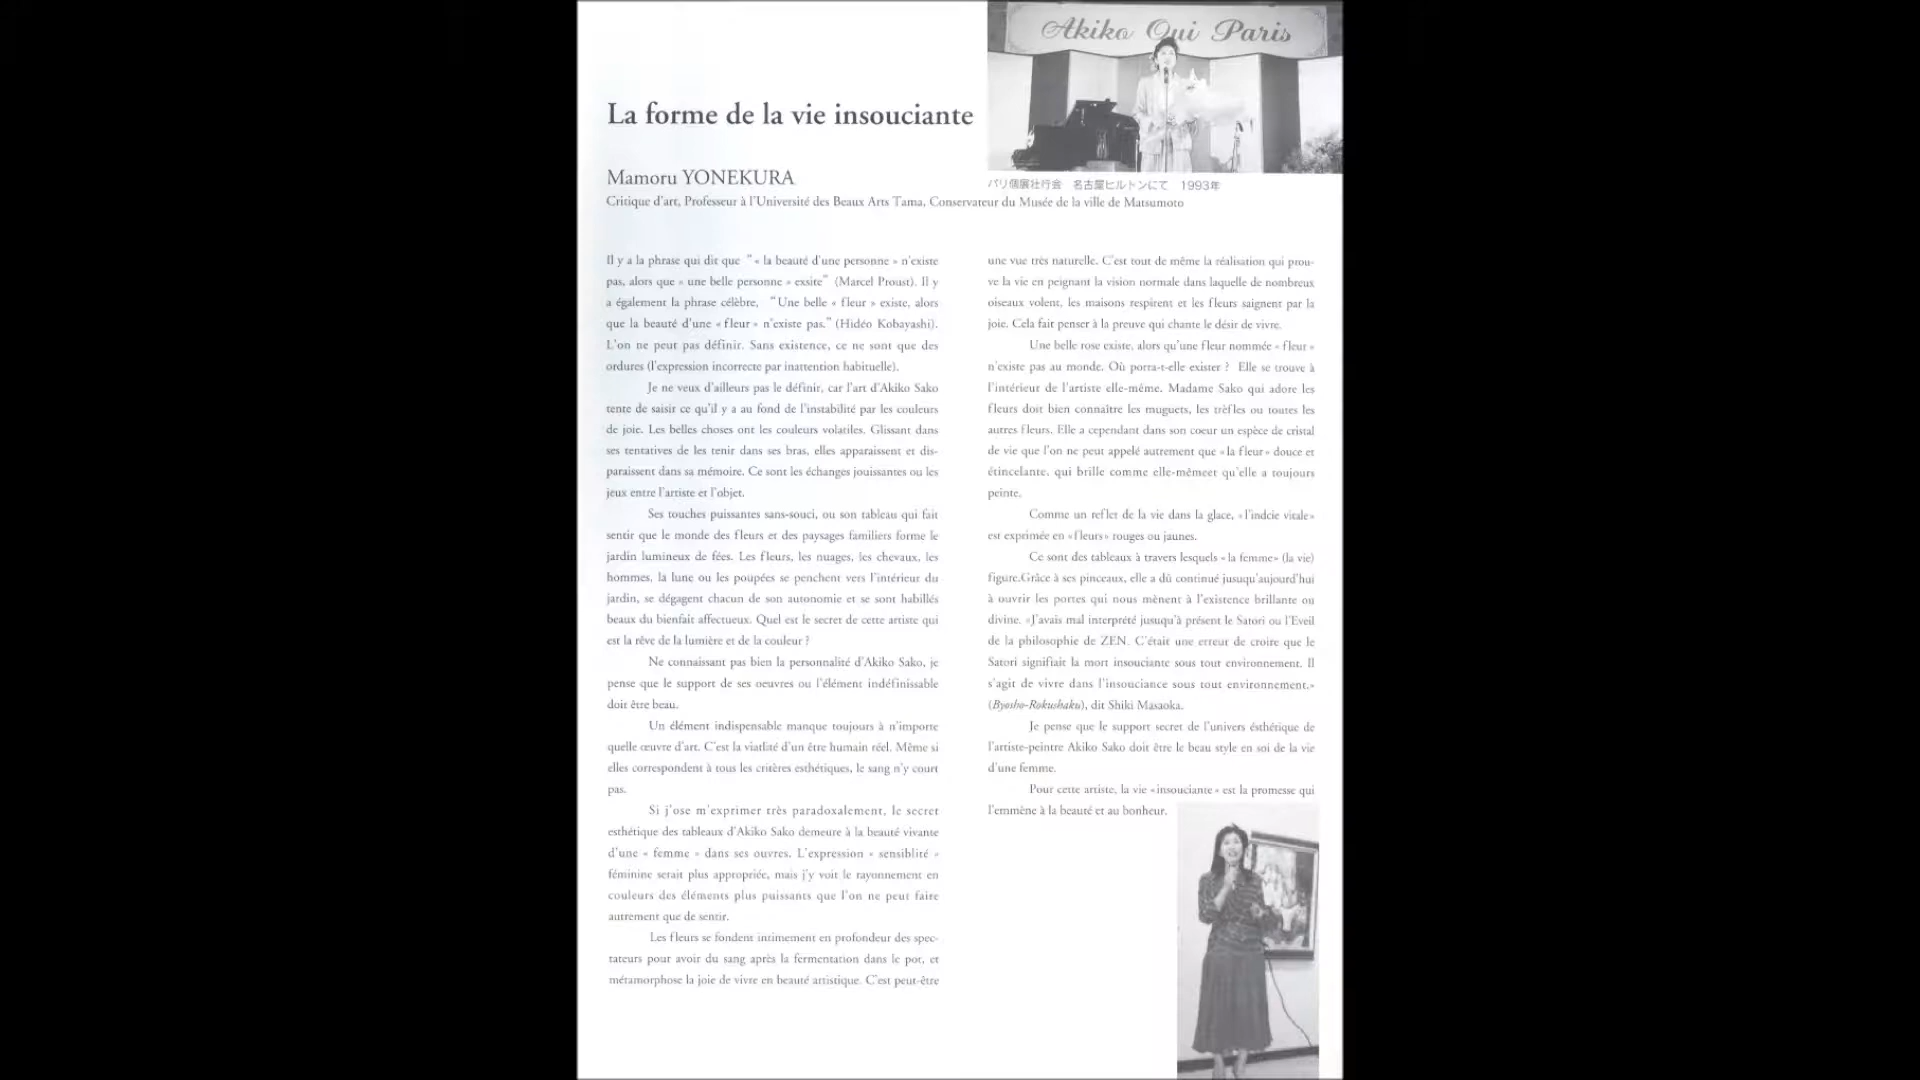 Akiko Oui Paris
La forme de la vie insouciante
Mamoru YONEKURA
パリ個展壮行会 名古屋ヒルトンにて 1993年
Critique d'art, Professeur à l'Université des Beaux Arts Tama, Conservateur du Musée de la ville de Matsumoto
Il y a la phrase qui dit que "« la beauté d'une personne » n'existe
pas, alors que « une belle personne » exsite" (Marcel Proust). Il y
a également la phrase célèbre, "Une belle « fleur » existe, alors
que la beauté d'une « fleur » n'existe pas." (Hidéo Kobayashi).
L'on ne peut pas définir. Sans existence, ce ne sont que des
ordures (l'expression incorrecte par inattention habituelle).
Je ne veux d'ailleurs pas le définir, car l'art d'Akiko Sako
tente de saisir ce qu'il y a au fond de l'instabilité par les couleurs
de joie. Les belles choses ont les couleurs volatiles. Glissant dans
ses tentatives de les tenir dans ses bras, elles apparaissent et dis-
paraissent dans sa mémoire. Ce sont les échanges jouissantes ou les
jeux entre l'artiste et l'objet.
Ses touches puissantes sans-souci, ou son tableau qui fait
sentir que le monde des fleurs et des paysages familiers forme le
jardin lumineux de fées. Les fleurs, les nuages, les chevaux, les
hommes, la lune ou les poupées se penchent vers l'intérieur du
jardin, se dégagent chacun de son autonomie et se sont habillés
beaux du bienfait affectueux. Quel est le secret de cette artiste qui
est la rêve de la lumière et de la couleur ?
Ne connaissant pas bien la personnalité d'Akiko Sako, je
pense que le support de ses oeuvres ou l'élément indéfinissable
doit être beau.
Un élément indispensable manque toujours à n'importe
quelle œuvre d'art. C'est la viatlité d'un être humain réel. Même si
elles correspondent à tous les critères esthétiques, le sang n'y court
pas.
Si j'ose m'exprimer très paradoxalement, le secret
esthétique des tableaux d'Akiko Sako demeure à la beauté vivante
d'une « femme » dans ses ouvres. L'expression « sensiblité »
féminine serait plus appropriée, mais j'y voit le rayonnement en
couleurs des éléments plus puissants que l'on ne peut faire
autrement que de sentir.
Les fleurs se fondent intimement en profondeur des spec-
tateurs pour avoir du sang après la fermentation dans le pot, et
métamorphose la joie de vivre en beauté artistique. C'est peut-être
une vue très naturelle. C'est tout de même la réalisation qui prou-
ve la vie en peignant la vision normale dans laquelle de nombreux
oiseaux volent, les maisons respirent et les fleurs saignent par la
joie. Cela fait penser à la preuve qui chante le désir de vivre.
Une belle rose existe, alors qu'une fleur nommée « fleur »
n'existe pas au monde. Où porra-t-elle exister ? Elle se trouve à
l'intérieur de l'artiste elle-même. Madame Sako qui adore les
fleurs doit bien connaître les muguets, les trèfles ou toutes les
autres fleurs. Elle a cependant dans son coeur un espèce de cristal
de vie que l'on ne peut appelé autrement que «la fleur» douce et
étincelante, qui brille comme elle-mêmeet qu'elle a toujours
peinte.
Comme un reflet de la vie dans la glace, «l'indcie vitale»
est exprimée en «fleurs» rouges ou jaunes.
Ce sont des tableaux à travers lesquels «la femme» (la vie)
figure.Grâce à ses pinceaux, elle a dû continué jusuqu'aujourd'hui
à ouvrir les portes qui nous mènent à l'existence brillante ou
divine. «J'avais mal interprété jusuqu'à présent le Satori ou l'Eveil
de la philosophie de ZEN. C'était une erreur de croire que le
Satori signifiait la mort insouciante sous tout environnement. Il
s'agit de vivre dans l'insouciance sous tout environnement.»
(Byosho-Rokushaku), dit Shiki Masaoka.
Je pense que le support secret de l'univers ésthétique de
l'artiste-peintre Akiko Sako doit être le beau style en soi de la vie
d'une femme.
Pour cette artiste, la vie «insouciante» est la promesse qui
l'emmène à la beauté et au bonheur.